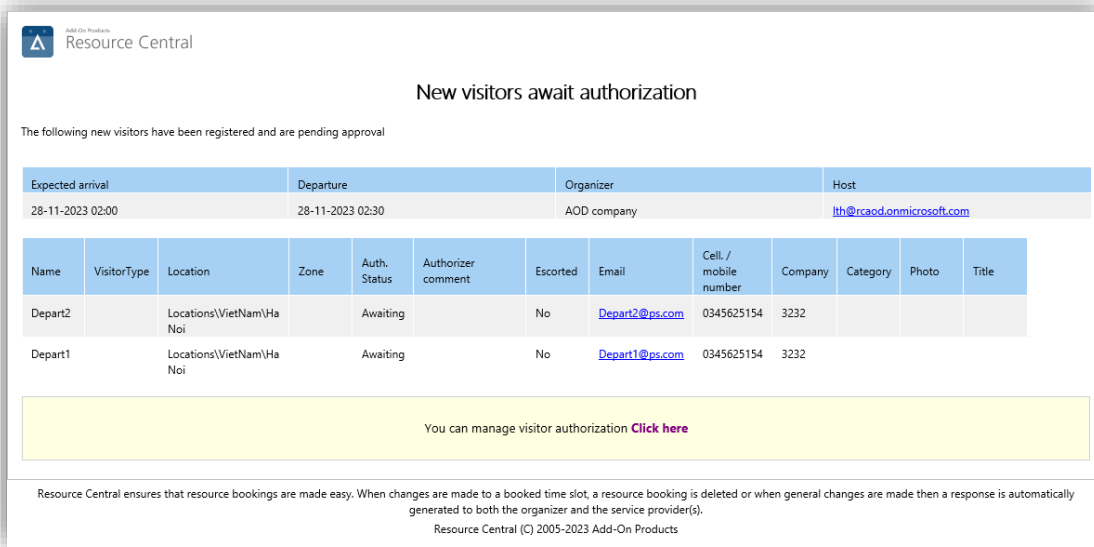 Add-On Products
Resource Central
New visitors await authorization
The following new visitors have been registered and are pending approval
Expected arrival Departure Organizer Host
28-11-2023 02:00 28-11-2023 02:30 AOD company lth@rcaod.onmicrosoft.com
Name VisitorType Location Zone Auth. Status Authorizer comment Escorted Email Cell. / mobile number Company Category Photo Title
Depart2 Locations\VietNam\Ha Noi Awaiting No Depart2@ps.com 0345625154 3232
Depart1 Locations\VietNam\Ha Noi Awaiting No Depart1@ps.com 0345625154 3232
You can manage visitor authorization Click here
Resource Central ensures that resource bookings are made easy. When changes are made to a booked time slot, a resource booking is deleted or when general changes are made then a response is automatically
generated to both the organizer and the service provider(s).
Resource Central (C) 2005-2023 Add-On Products